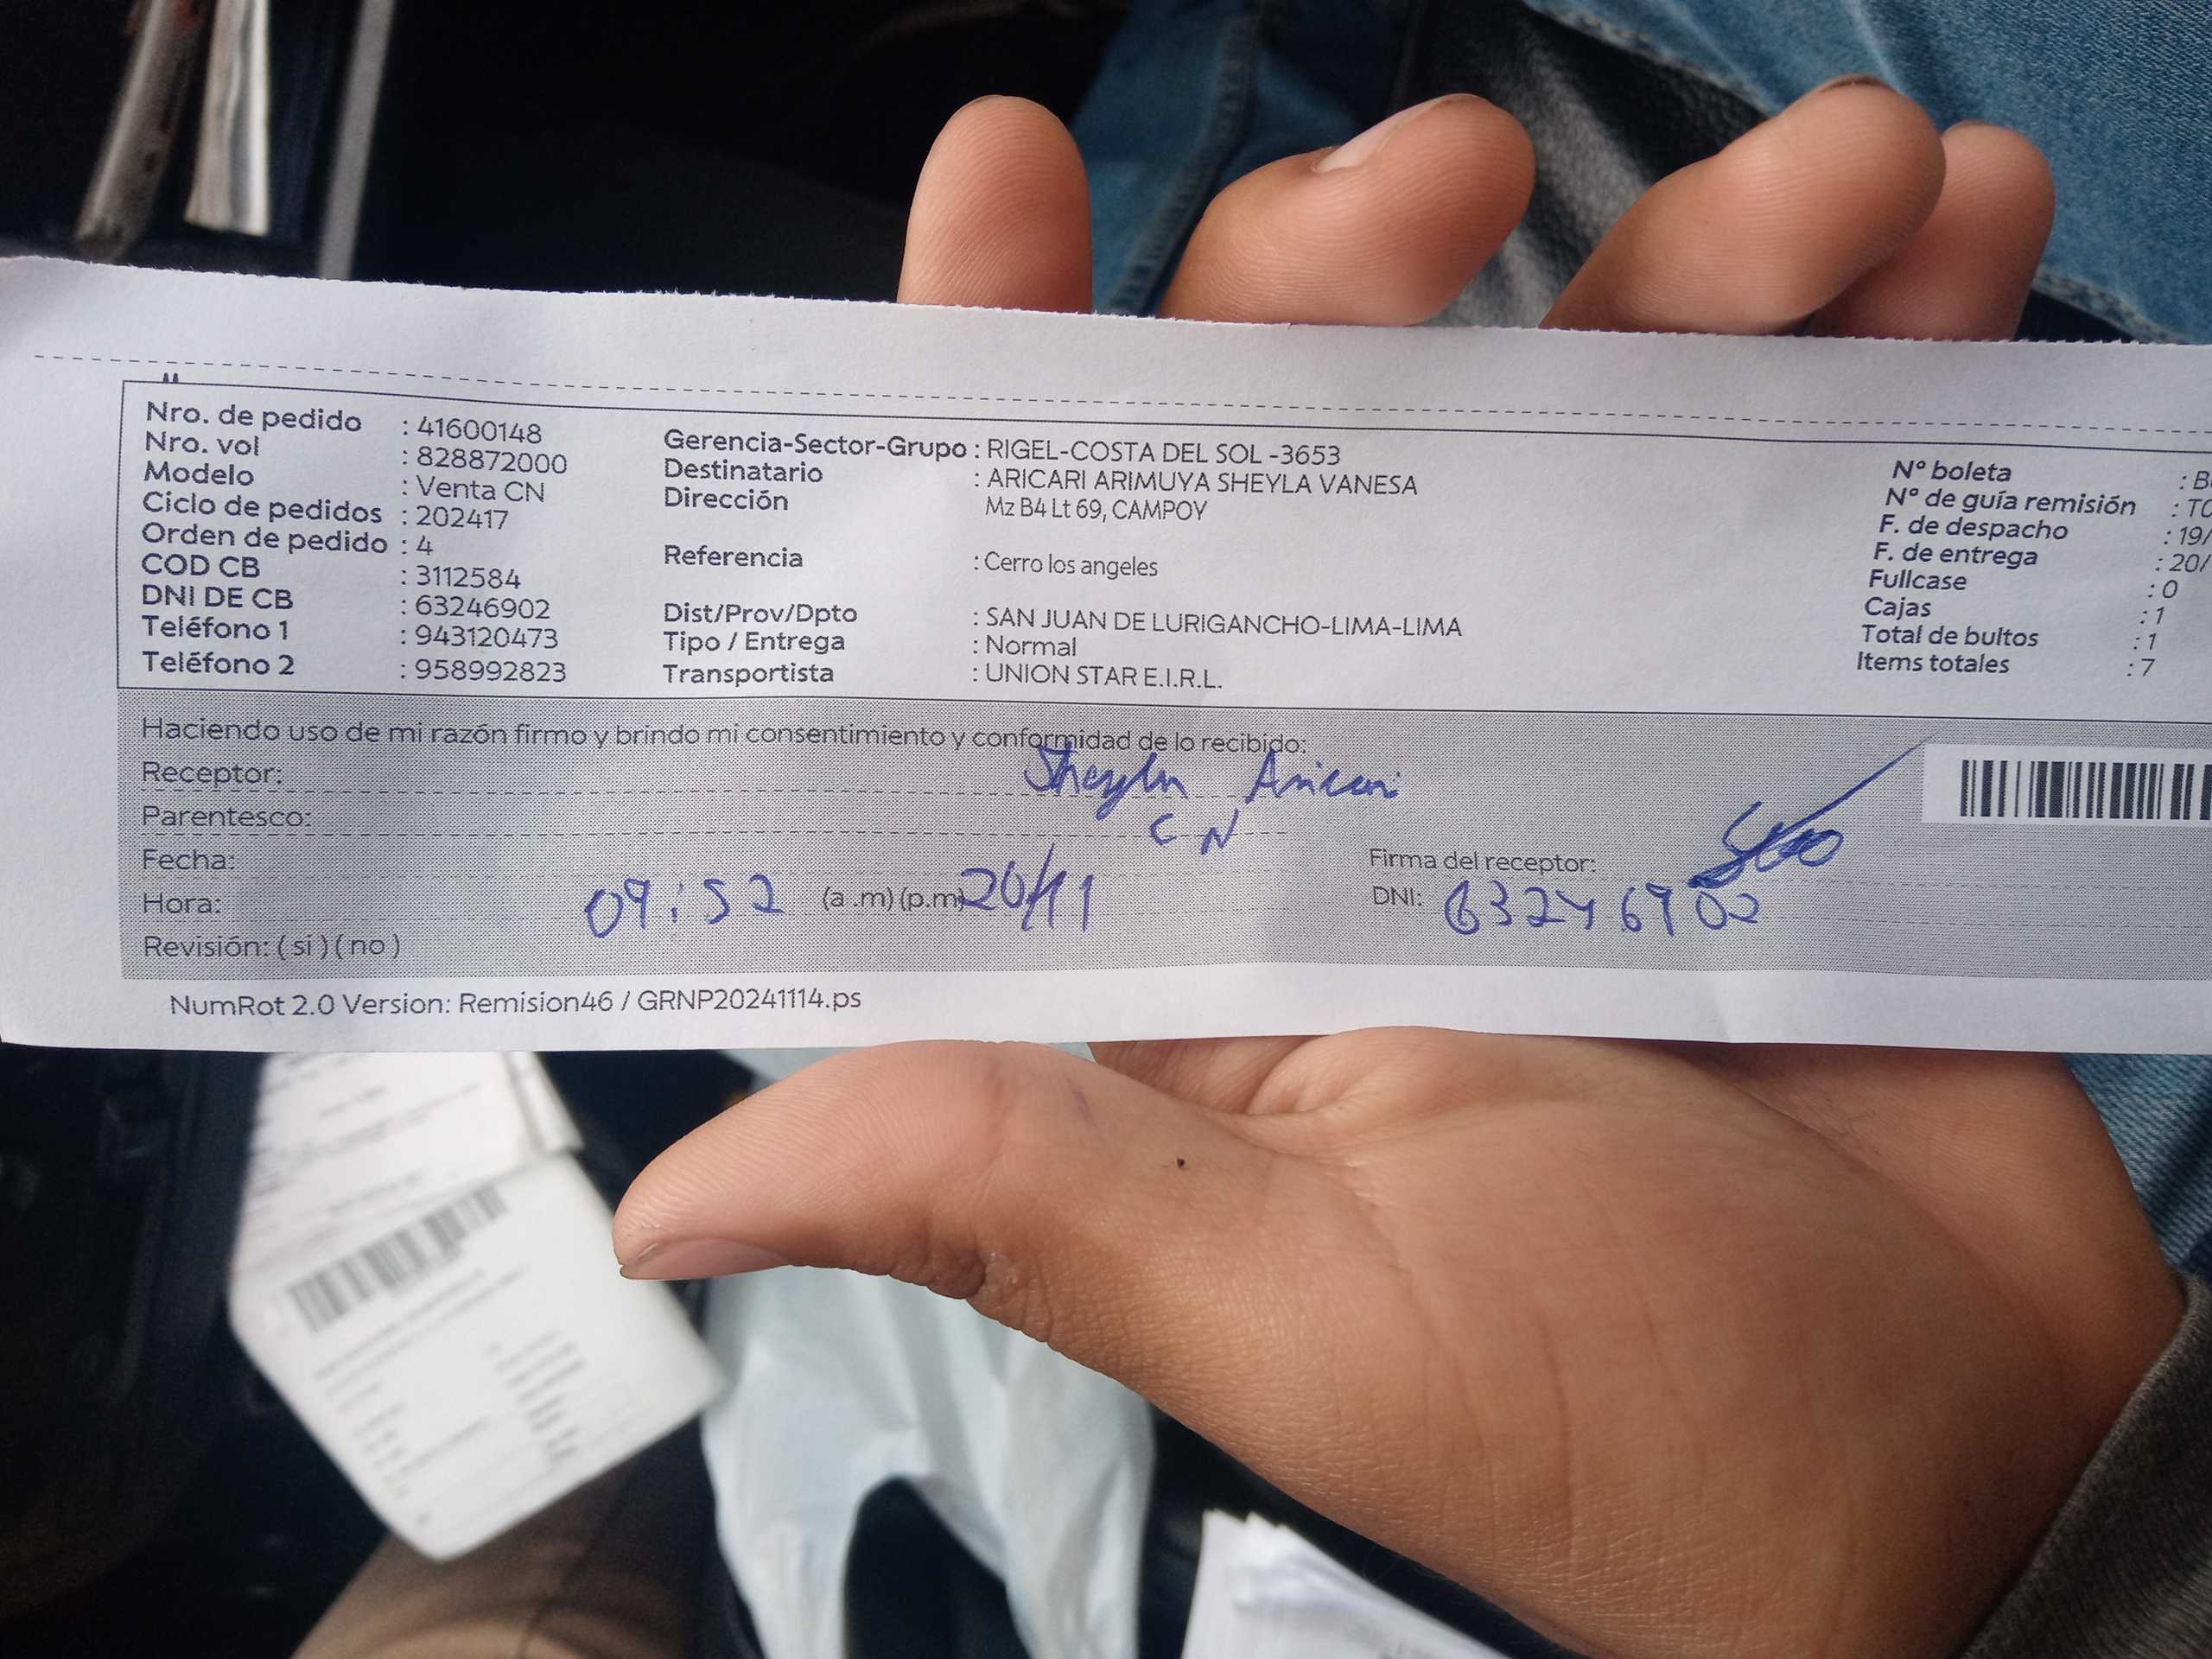 Nro. de pedido : 41600148
Nro. vol : 828872000
Modelo : Venta CN
Ciclo de pedidos : 202417
Orden de pedido : 4
COD CB : 3112584
DNI DE CB : 63246902
Teléfono 1 : 943120473
Teléfono 2 : 958992823
Gerencia-Sector-Grupo : RIGEL-COSTA DEL SOL -3653
Destinatario : ARICARI ARIMUYA SHEYLA VANESA
Dirección Mz B4 Lt 69, CAMPOY
Referencia : Cerro los angeles
Dist/Prov/Dpto : SAN JUAN DE LURIGANCHO-LIMA-LIMA
Tipo / Entrega : Normal
Transportista : UNION STAR E.I.R.L.
N° boleta : B
N° de guía remisión : T0
F. de despacho : 19/
F. de entrega : 20/
Fullcase : 0
Cajas : 1
Total de bultos : 1
Items totales : 7
Haciendo uso de mi razón firmo y brindo mi consentimiento y conformidad de lo recibido:
Receptor: Sheyla Aricari
Parentesco: C N
Fecha: Firma del receptor:
Hora: 09:52 (a .m) (p.m) 20/11 DNI: 63246902
Revisión: ( si ) ( no )
NumRot 2.0 Version: Remision46 / GRNP20241114.ps